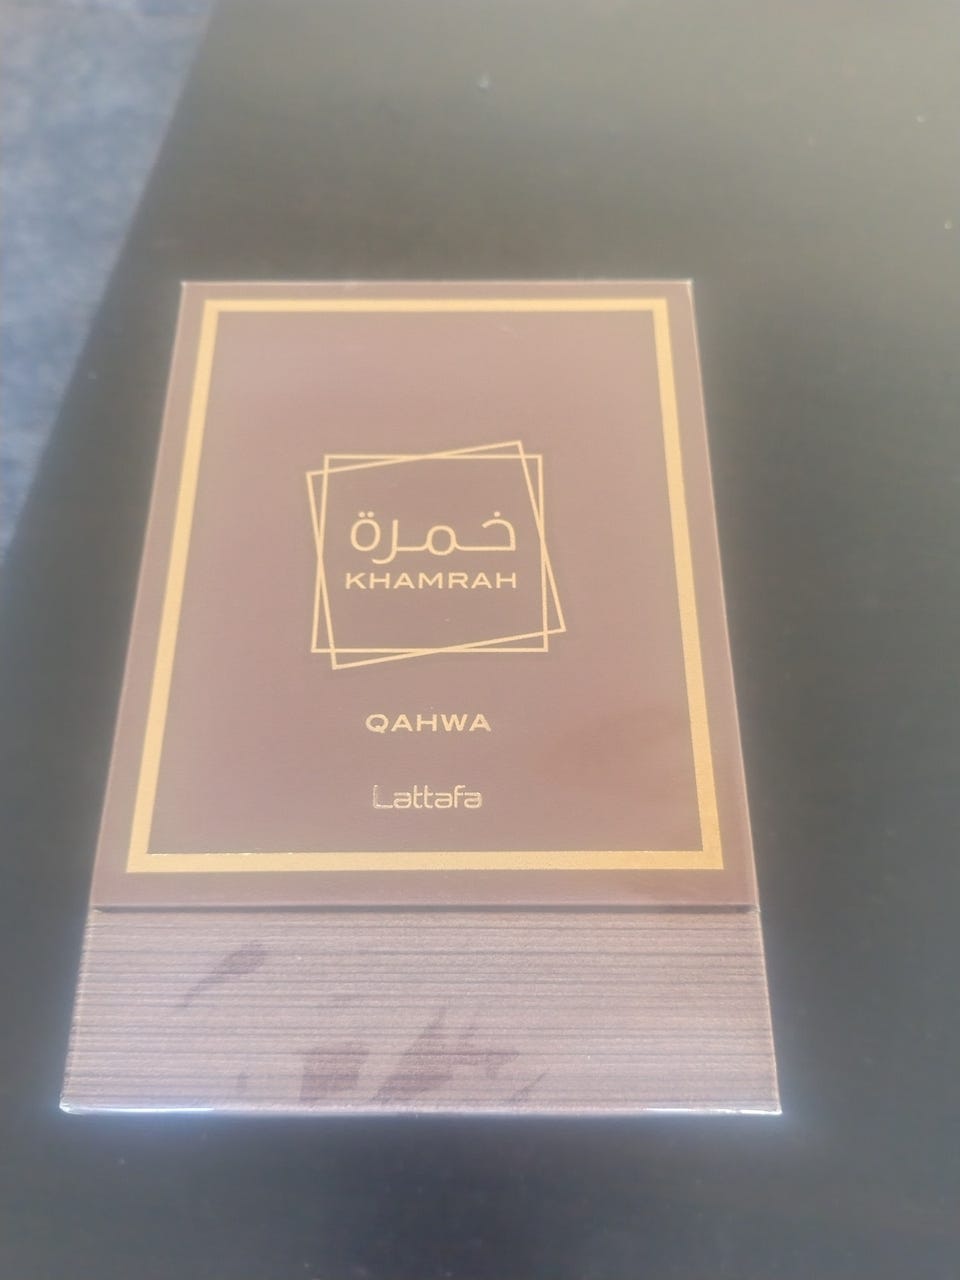 خمرة
KHAMRAH
QAHWA
Lattafa